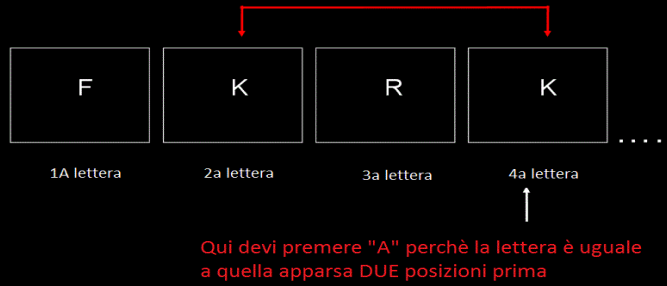 F K R K
....
1A lettera 2a lettera 3a lettera 4a lettera
Qui devi premere "A" perchè la lettera è uguale
a quella apparsa DUE posizioni prima